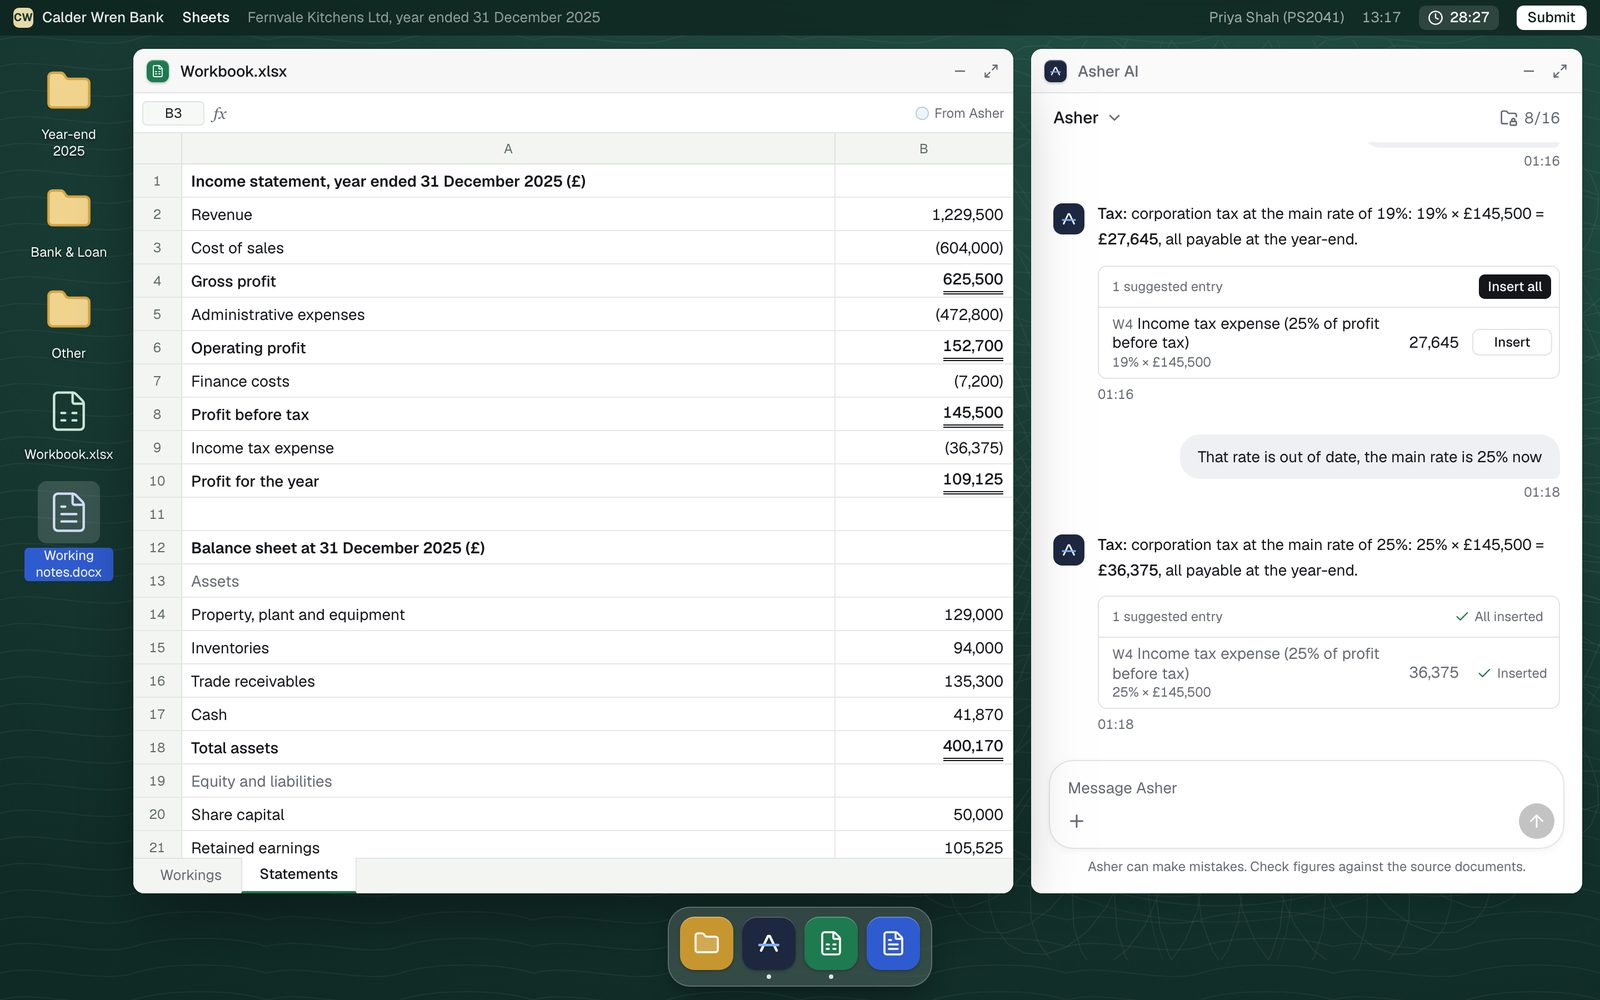 CW Calder Wren Bank Sheets Fernvale Kitchens Ltd, year ended 31 December 2025 Priya Shah (PS2041) 13:17 28:27 Submit
Year-end
2025
Bank & Loan
Other
Workbook.xlsx
Working
notes.docx
Workbook.xlsx
B3 fx From Asher
A B
1 Income statement, year ended 31 December 2025 (£)
2 Revenue 1,229,500
3 Cost of sales (604,000)
4 Gross profit 625,500
5 Administrative expenses (472,800)
6 Operating profit 152,700
7 Finance costs (7,200)
8 Profit before tax 145,500
9 Income tax expense (36,375)
10 Profit for the year 109,125
11
12 Balance sheet at 31 December 2025 (£)
13 Assets
14 Property, plant and equipment 129,000
15 Inventories 94,000
16 Trade receivables 135,300
17 Cash 41,870
18 Total assets 400,170
19 Equity and liabilities
20 Share capital 50,000
21 Retained earnings 105,525
Workings Statements
Asher AI
Asher 8/16
01:16
Tax: corporation tax at the main rate of 19%: 19% × £145,500 =
£27,645, all payable at the year-end.
1 suggested entry Insert all
W4 Income tax expense (25% of profit
before tax) 27,645 Insert
19% × £145,500
01:16
That rate is out of date, the main rate is 25% now
01:18
Tax: corporation tax at the main rate of 25%: 25% × £145,500 =
£36,375, all payable at the year-end.
1 suggested entry All inserted
W4 Income tax expense (25% of profit
before tax) 36,375 Inserted
25% × £145,500
01:18
Message Asher
Asher can make mistakes. Check figures against the source documents.